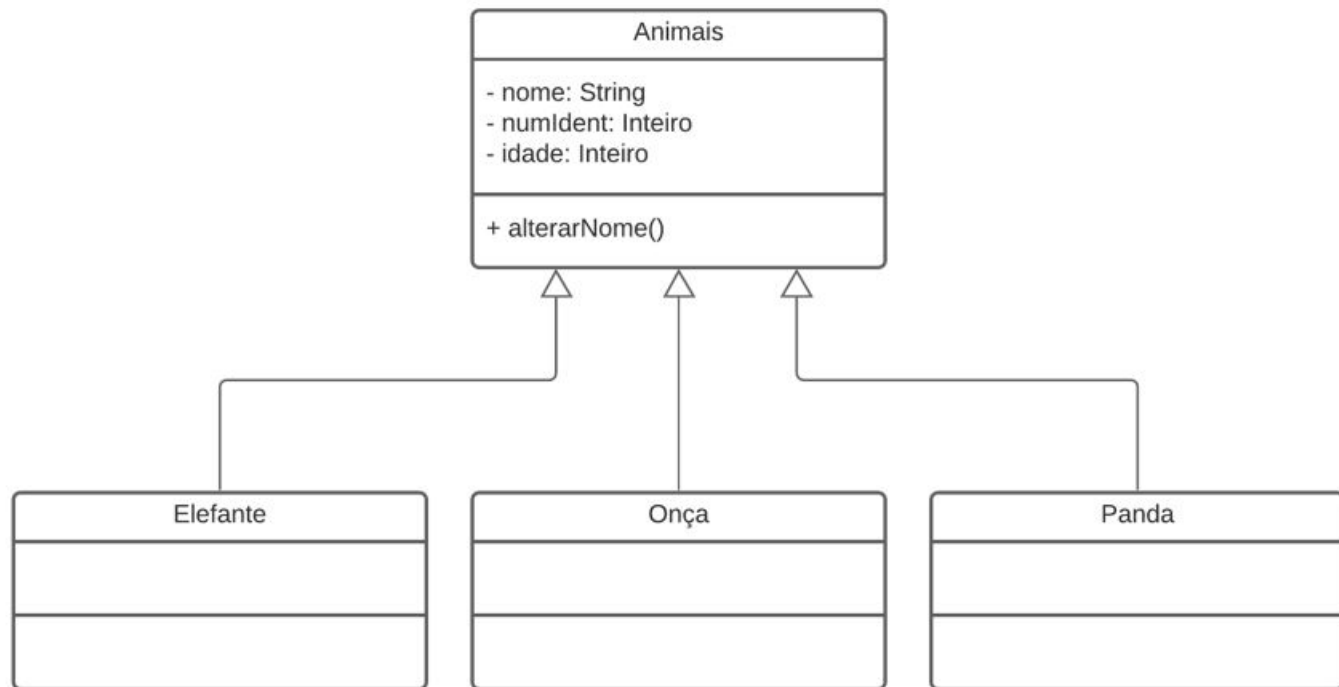 Animais
- nome: String
- numIdent: Inteiro
- idade: Inteiro
+ alterarNome()
Elefante
Onça
Panda